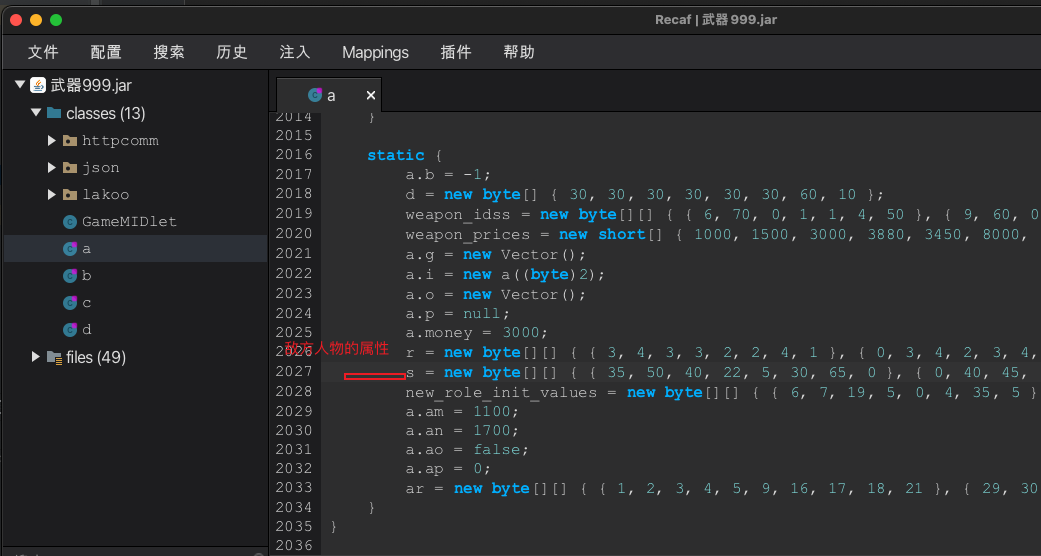 Recaf | 武器999.jar
文件 配置 搜索 历史 注入 Mappings 插件 帮助
武器999.jar
classes (13)
httpcomm
json
lakoo
GameMIDlet
a
b
c
d
files (49)
a ×
2014 }
2015
2016 static {
2017 a.b = -1;
2018 d = new byte[] { 30, 30, 30, 30, 30, 30, 60, 10 };
2019 weapon_idss = new byte[][] { { 6, 70, 0, 1, 1, 4, 50 }, { 9, 60, 0
2020 weapon_prices = new short[] { 1000, 1500, 3000, 3880, 3450, 8000,
2021 a.g = new Vector();
2022 a.i = new a((byte)2);
2023 a.o = new Vector();
2024 a.p = null;
2025 a.money = 3000;
敌方人物的属性
2026 r = new byte[][] { { 3, 4, 3, 3, 2, 2, 4, 1 }, { 0, 3, 4, 2, 3, 4,
2027 s = new byte[][] { { 35, 50, 40, 22, 5, 30, 65, 0 }, { 0, 40, 45,
2028 new_role_init_values = new byte[][] { { 6, 7, 19, 5, 0, 4, 35, 5 }
2029 a.am = 1100;
2030 a.an = 1700;
2031 a.ao = false;
2032 a.ap = 0;
2033 ar = new byte[][] { { 1, 2, 3, 4, 5, 9, 16, 17, 18, 21 }, { 29, 30
2034 }
2035 }
2036